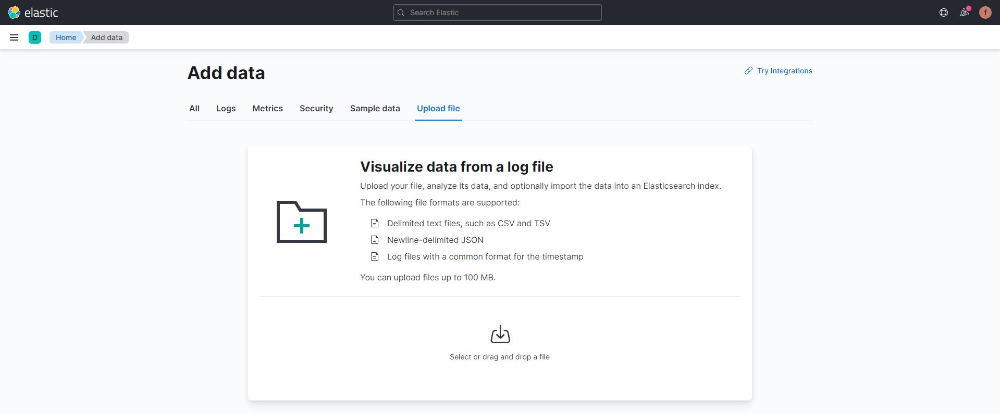 elastic
Search Elastic
f
D
Home
Add data
Add data
Try Integrations
All
Logs
Metrics
Security
Sample data
Upload file
Visualize data from a log file
Upload your file, analyze its data, and optionally import the data into an Elasticsearch index.
The following file formats are supported:
Delimited text files, such as CSV and TSV
Newline-delimited JSON
Log files with a common format for the timestamp
You can upload files up to 100 MB.
Select or drag and drop a file